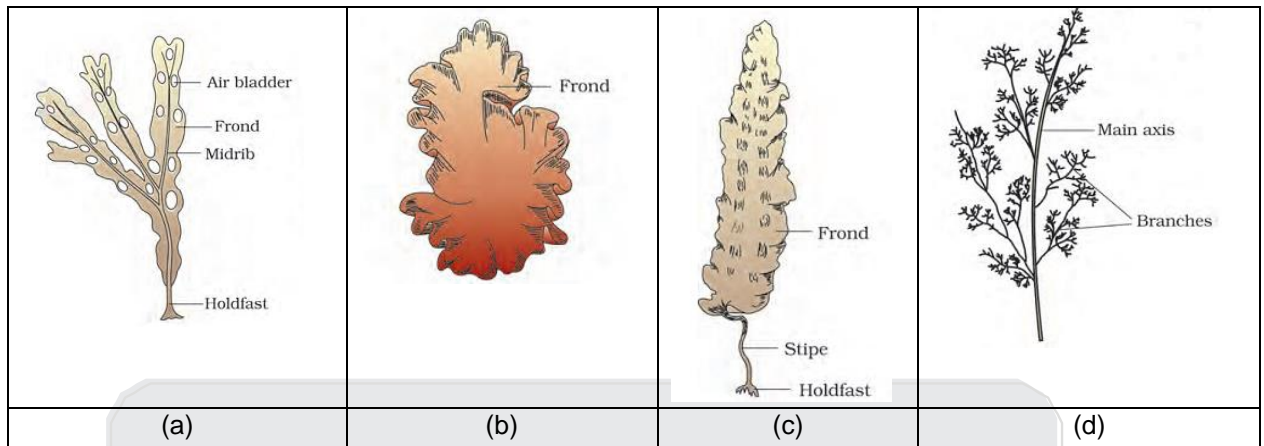 Air bladder
Frond
Midrib
Holdfast
(a)
Frond
(b)
Frond
Stipe
Holdfast
(c)
Main axis
Branches
(d)